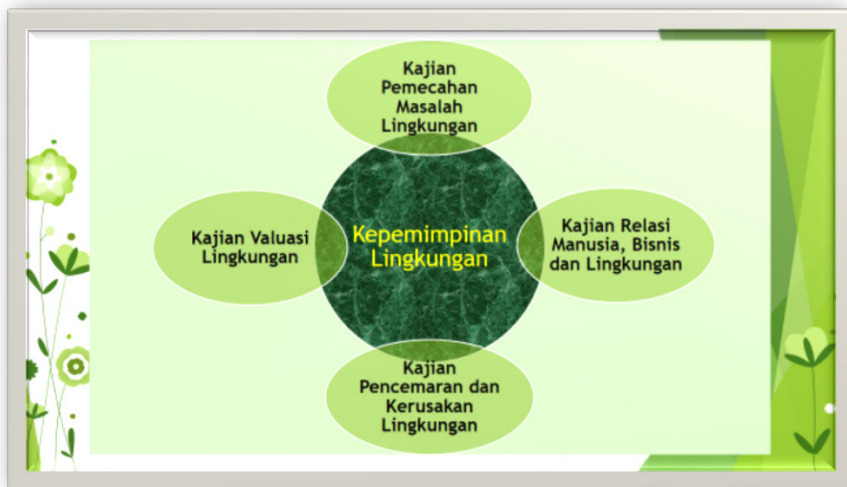 Kajian
Pemecahan
Masalah
Lingkungan
Kajian Valuasi
Lingkungan
Kepemimpinan
Lingkungan
Kajian Relasi
Manusia, Bisnis
dan Lingkungan
Kajian
Pencemaran dan
Kerusakan
Lingkungan